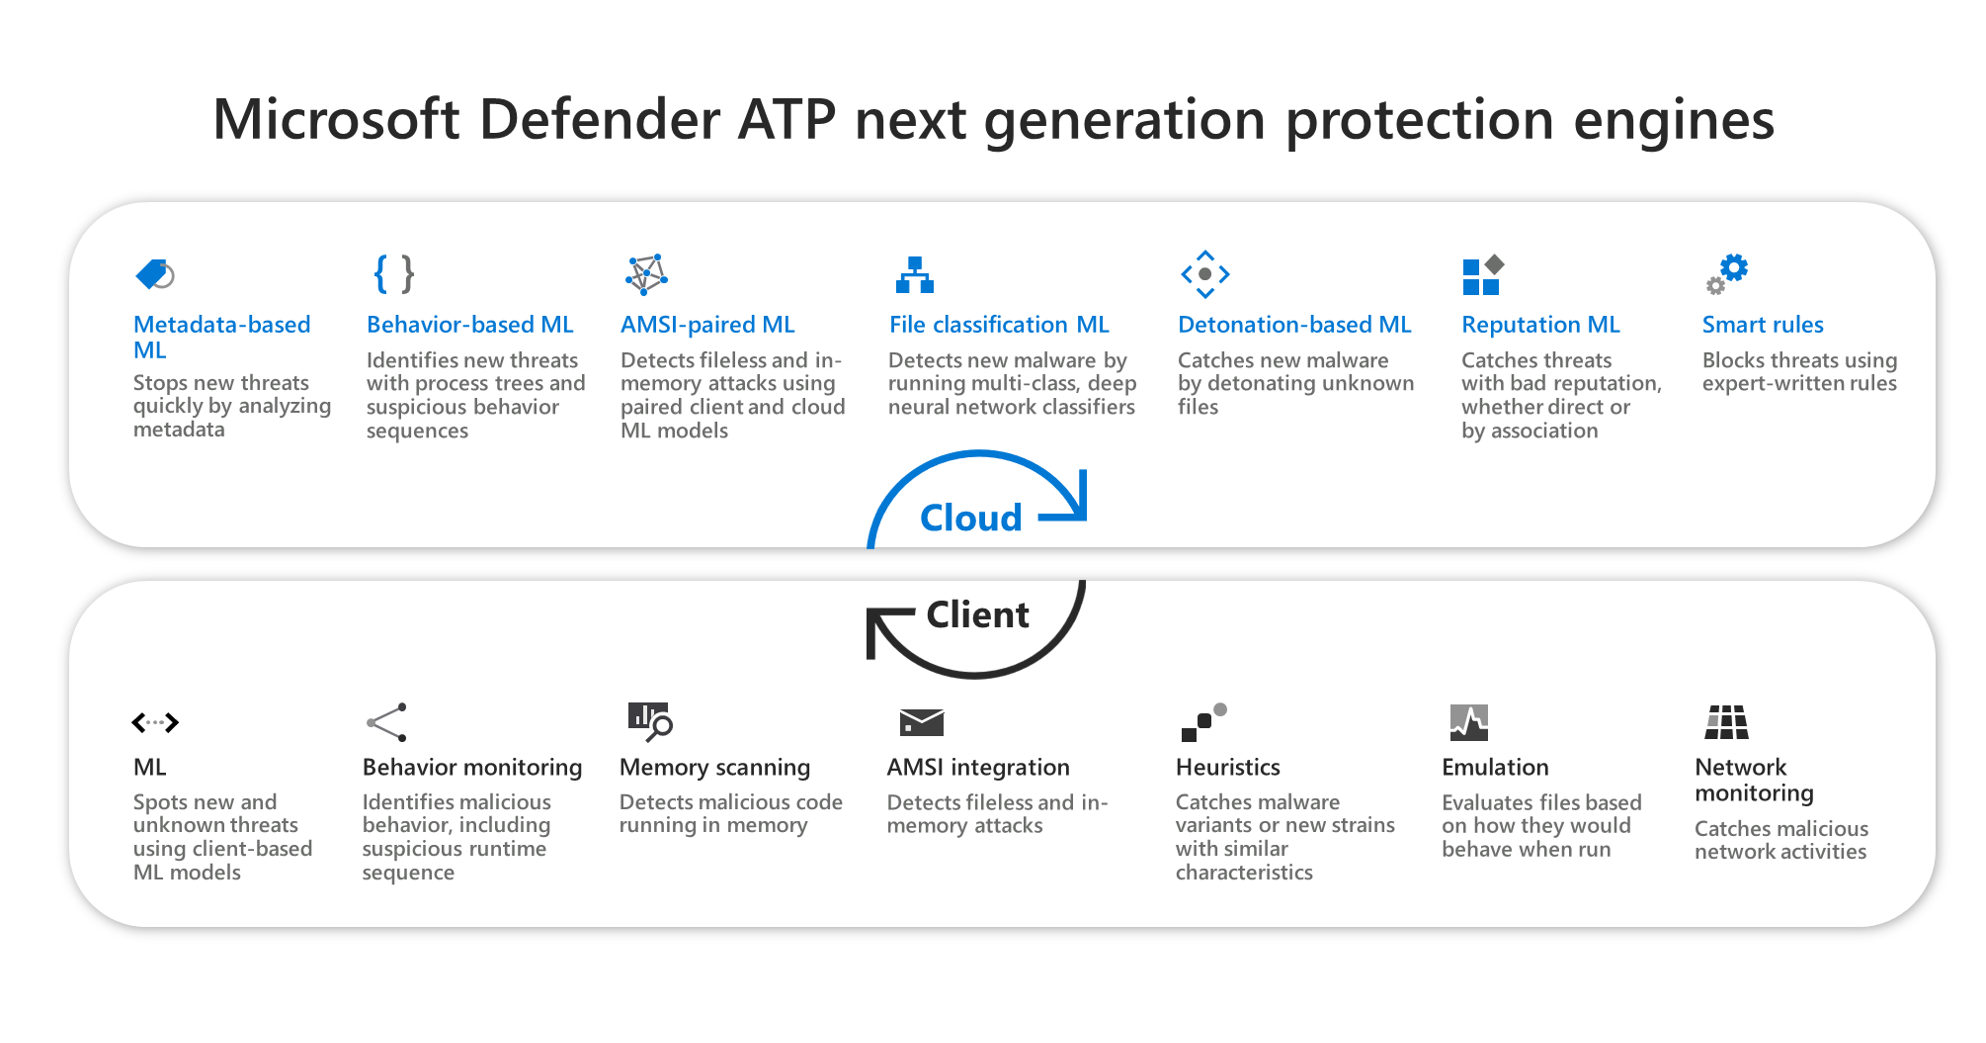 Microsoft Defender ATP next generation protection engines
Metadata-based
ML
Stops new threats
quickly by analyzing
metadata
Behavior-based ML
Identifies new threats
with process trees and
suspicious behavior
sequences
AMSI-paired ML
Detects fileless and in-
memory attacks using
paired client and cloud
ML models
File classification ML
Detects new malware by
running multi-class, deep
neural network classifiers
Detonation-based ML
Catches new malware
by detonating unknown
files
Reputation ML
Catches threats
with bad reputation,
whether direct or
by association
Smart rules
Blocks threats using
expert-written rules
Cloud
Client
ML
Spots new and
unknown threats
using client-based
ML models
Behavior monitoring
Identifies malicious
behavior, including
suspicious runtime
sequence
Memory scanning
Detects malicious code
running in memory
AMSI integration
Detects fileless and in-
memory attacks
Heuristics
Catches malware
variants or new strains
with similar
characteristics
Emulation
Evaluates files based
on how they would
behave when run
Network
monitoring
Catches malicious
network activities